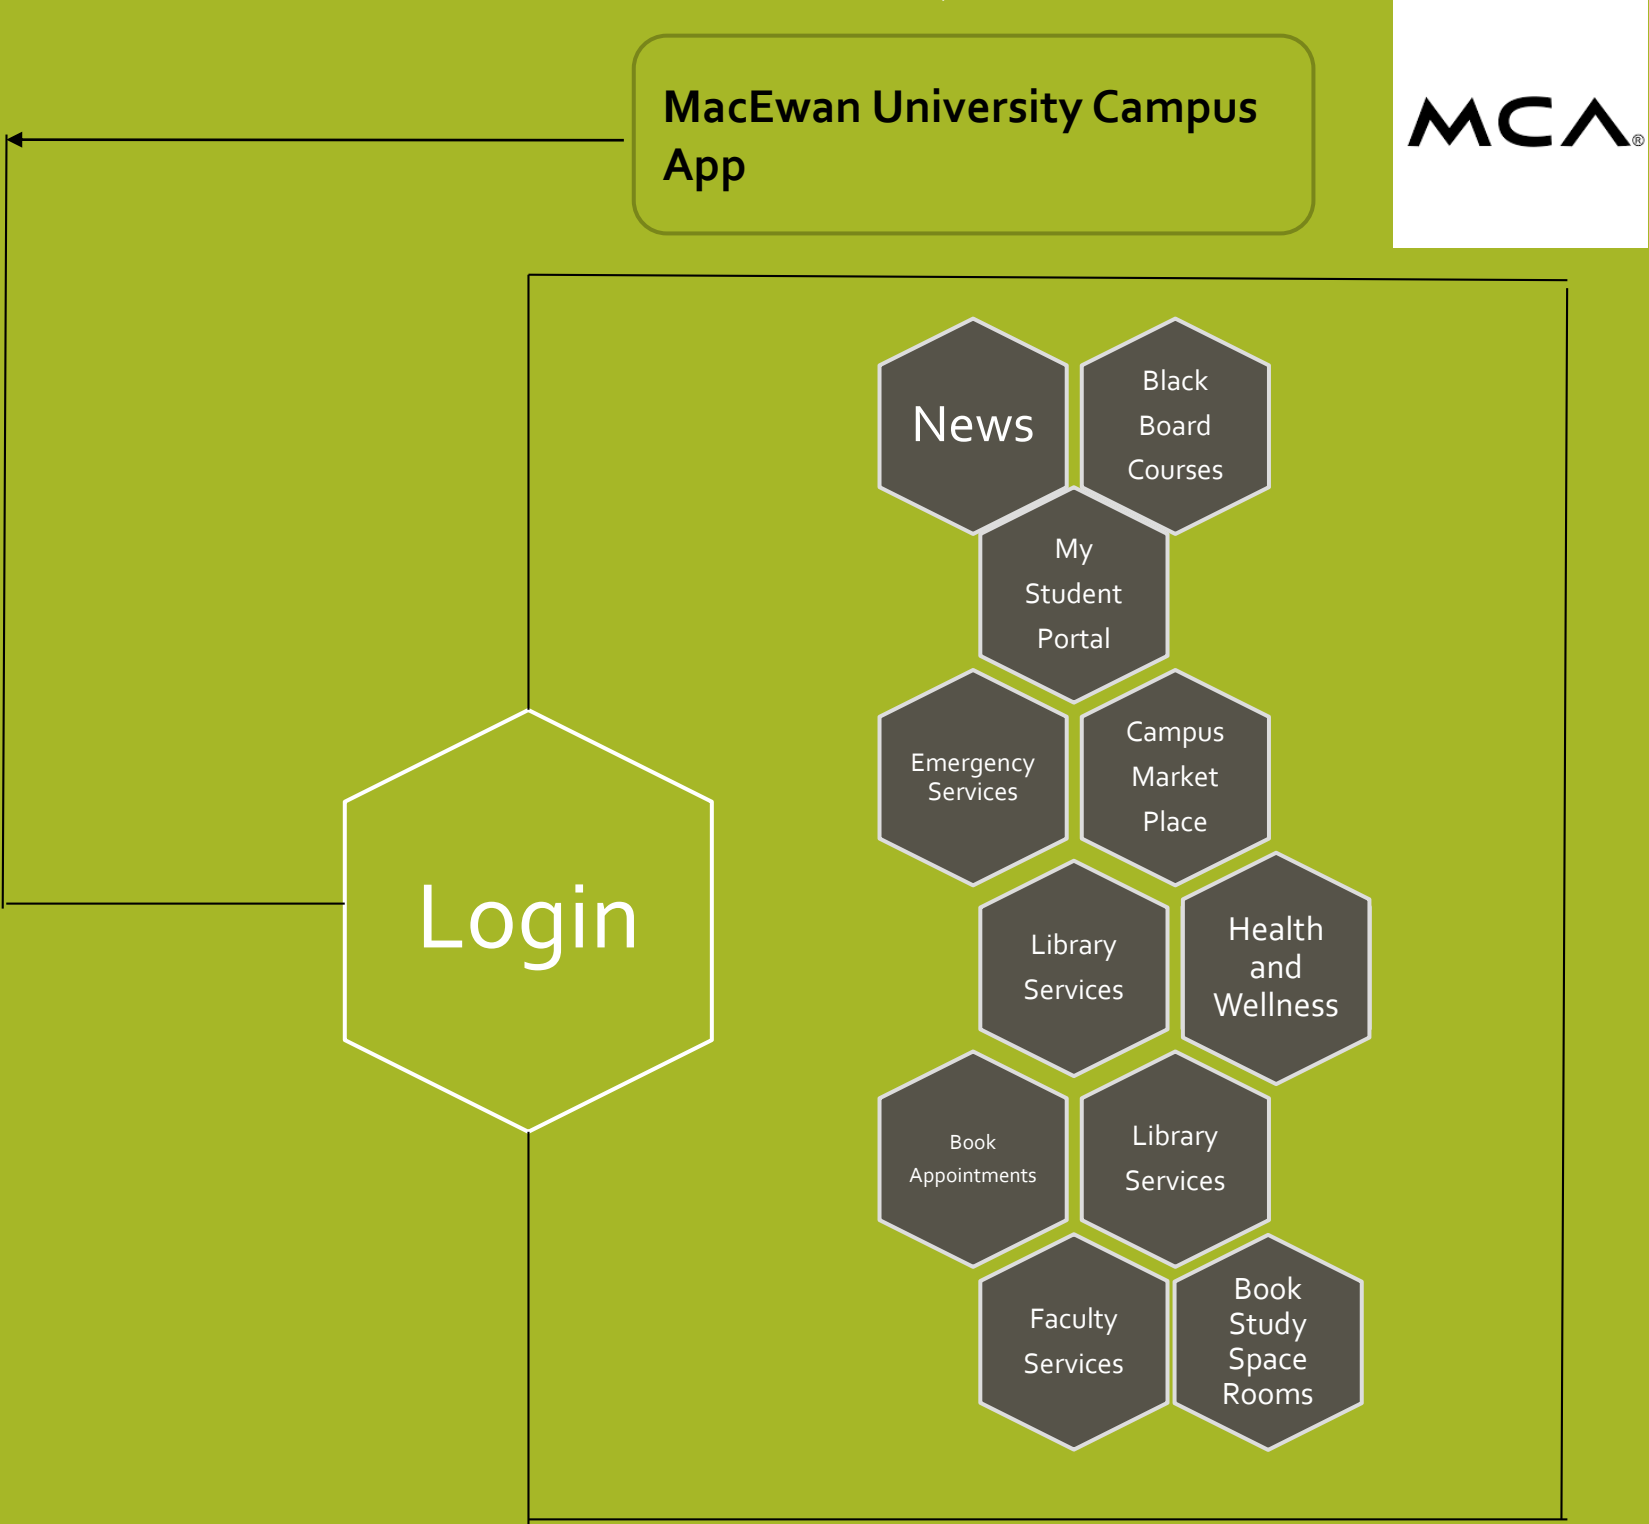 MacEwan University Campus
App
MCA®
News
Black
Board
Courses
My
Student
Portal
Emergency
Services
Campus
Market
Place
Login
Library
Services
Health
and
Wellness
Book
Appointments
Library
Services
Faculty
Services
Book
Study
Space
Rooms